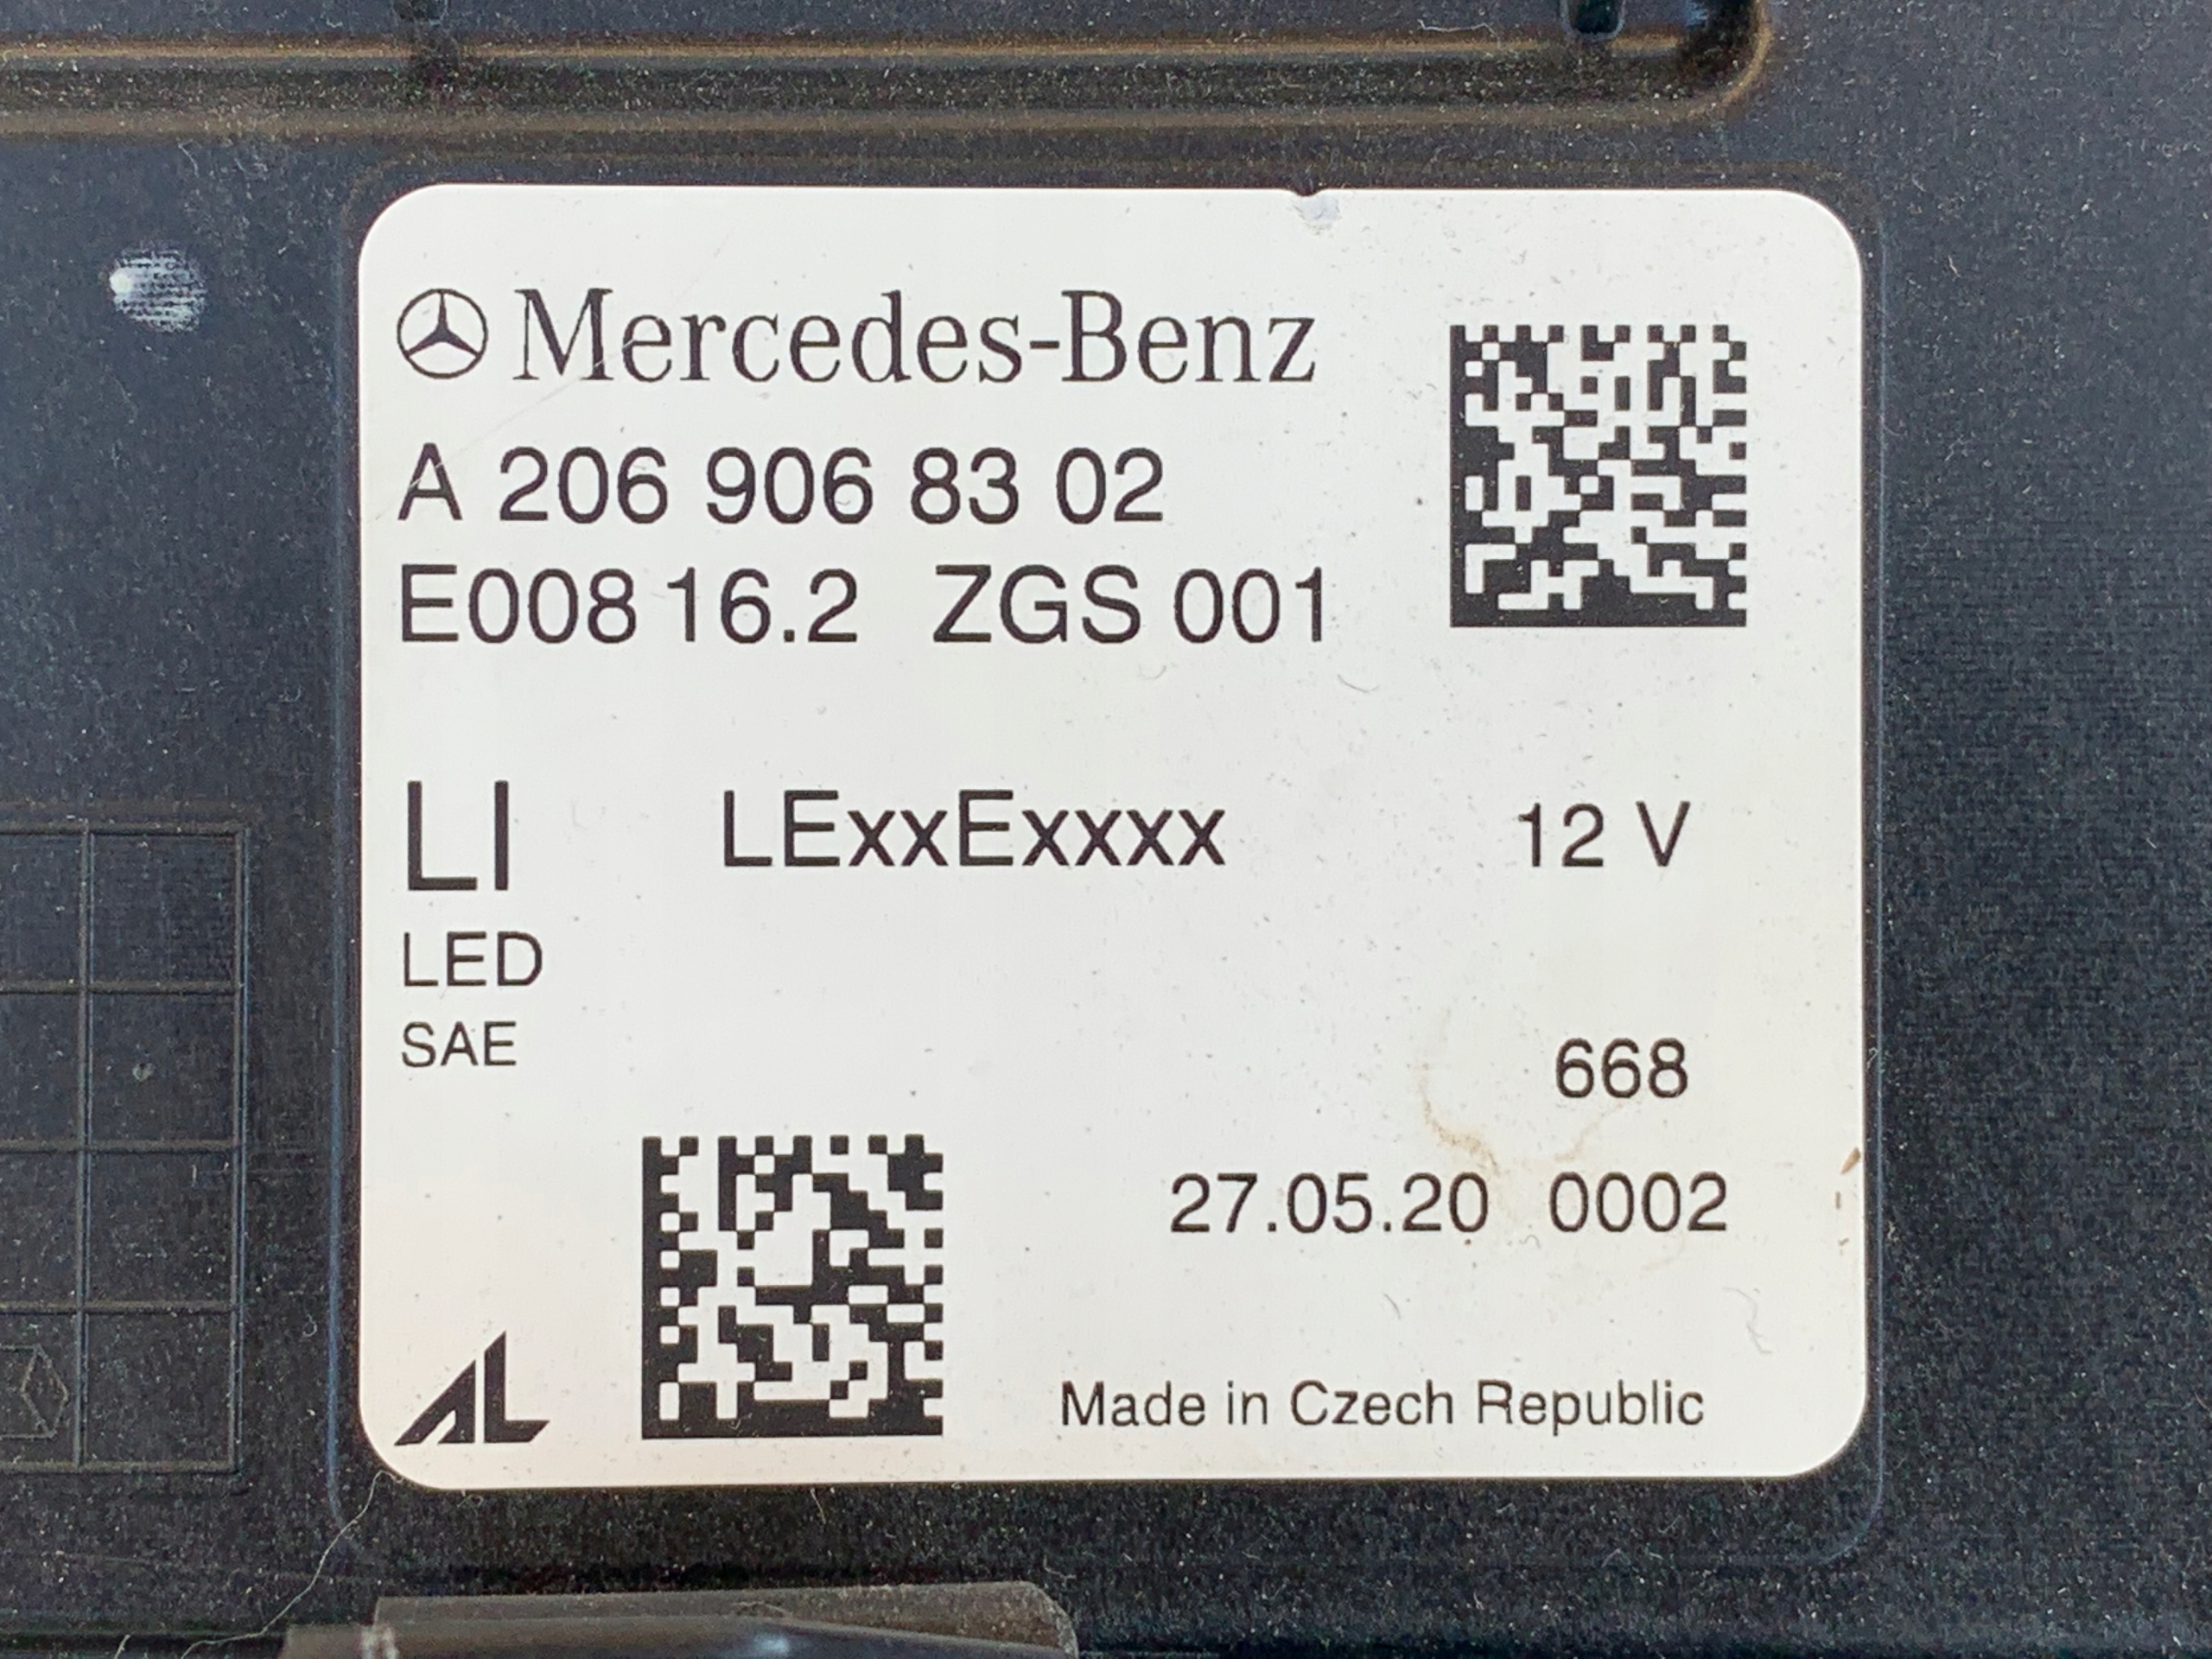 Mercedes-Benz
A 206 906 83 02
E008 16.2 ZGS 001
LI LExxExxxx 12 V
LED
SAE
668
27.05.20 0002
AL
Made in Czech Republic